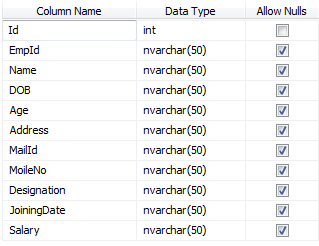 Column Name Data Type Allow Nulls
Id int
EmpId nvarchar(50)
Name nvarchar(50)
DOB nvarchar(50)
Age nvarchar(50)
Address nvarchar(50)
MailId nvarchar(50)
MoileNo nvarchar(50)
Designation nvarchar(50)
JoiningDate nvarchar(50)
Salary nvarchar(50)